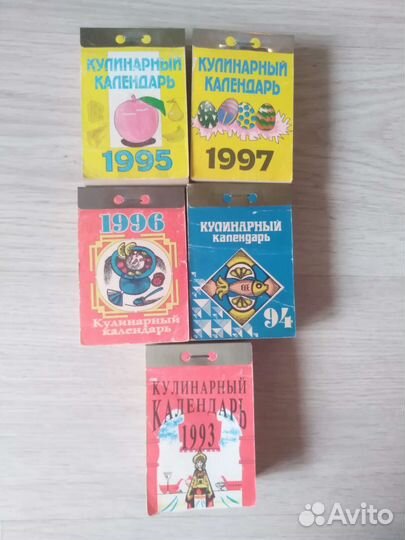 КУЛИНАРНЫЙ
КАЛЕНДАРЬ
1995
КУЛИНАРНЫЙ
КАЛЕНДАРЬ
1997
1996
Кулинарный
календарь
КУЛИНАРНЫЙ
календарь
94
КУЛИНАРНЫЙ
КАЛЕНДАРЬ
1993
Avito